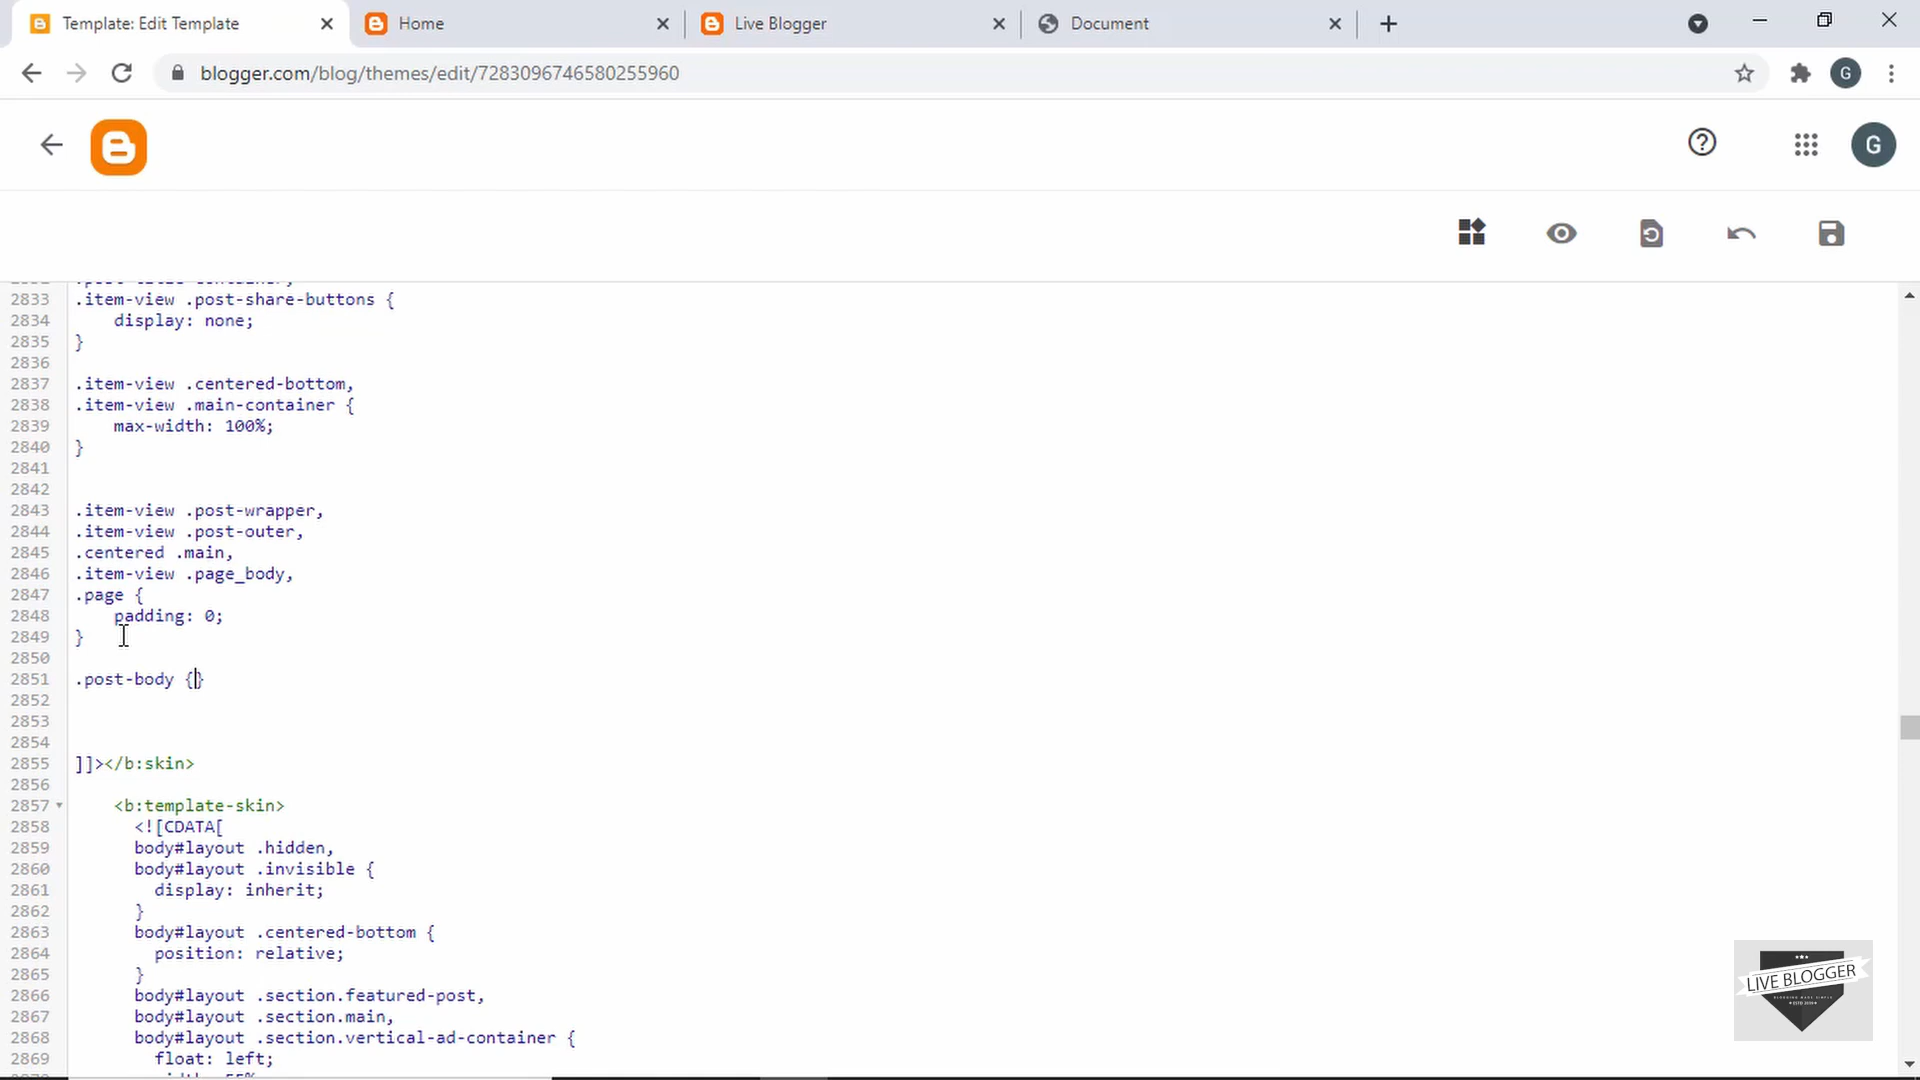 Template: Edit Template
Home
Live Blogger
Document
blogger.com/blog/themes/edit/7283096746580255960
G
G
2833 .item-view .post-share-buttons {
2834 display: none;
2835 }
2836
2837 .item-view .centered-bottom,
2838 .item-view .main-container {
2839 max-width: 100%;
2840 }
2841
2842
2843 .item-view .post-wrapper,
2844 .item-view .post-outer,
2845 .centered .main,
2846 .item-view .page_body,
2847 .page {
2848 padding: 0;
2849 }
2850
2851 .post-body {}
2852
2853
2854
2855 ]]></b:skin>
2856
2857 <b:template-skin>
2858 <![CDATA[
2859 body#layout .hidden,
2860 body#layout .invisible {
2861 display: inherit;
2862 }
2863 body#layout .centered-bottom {
2864 position: relative;
2865 }
2866 body#layout .section.featured-post,
2867 body#layout .section.main,
2868 body#layout .section.vertical-ad-container {
2869 float: left;
LIVE BLOGGER